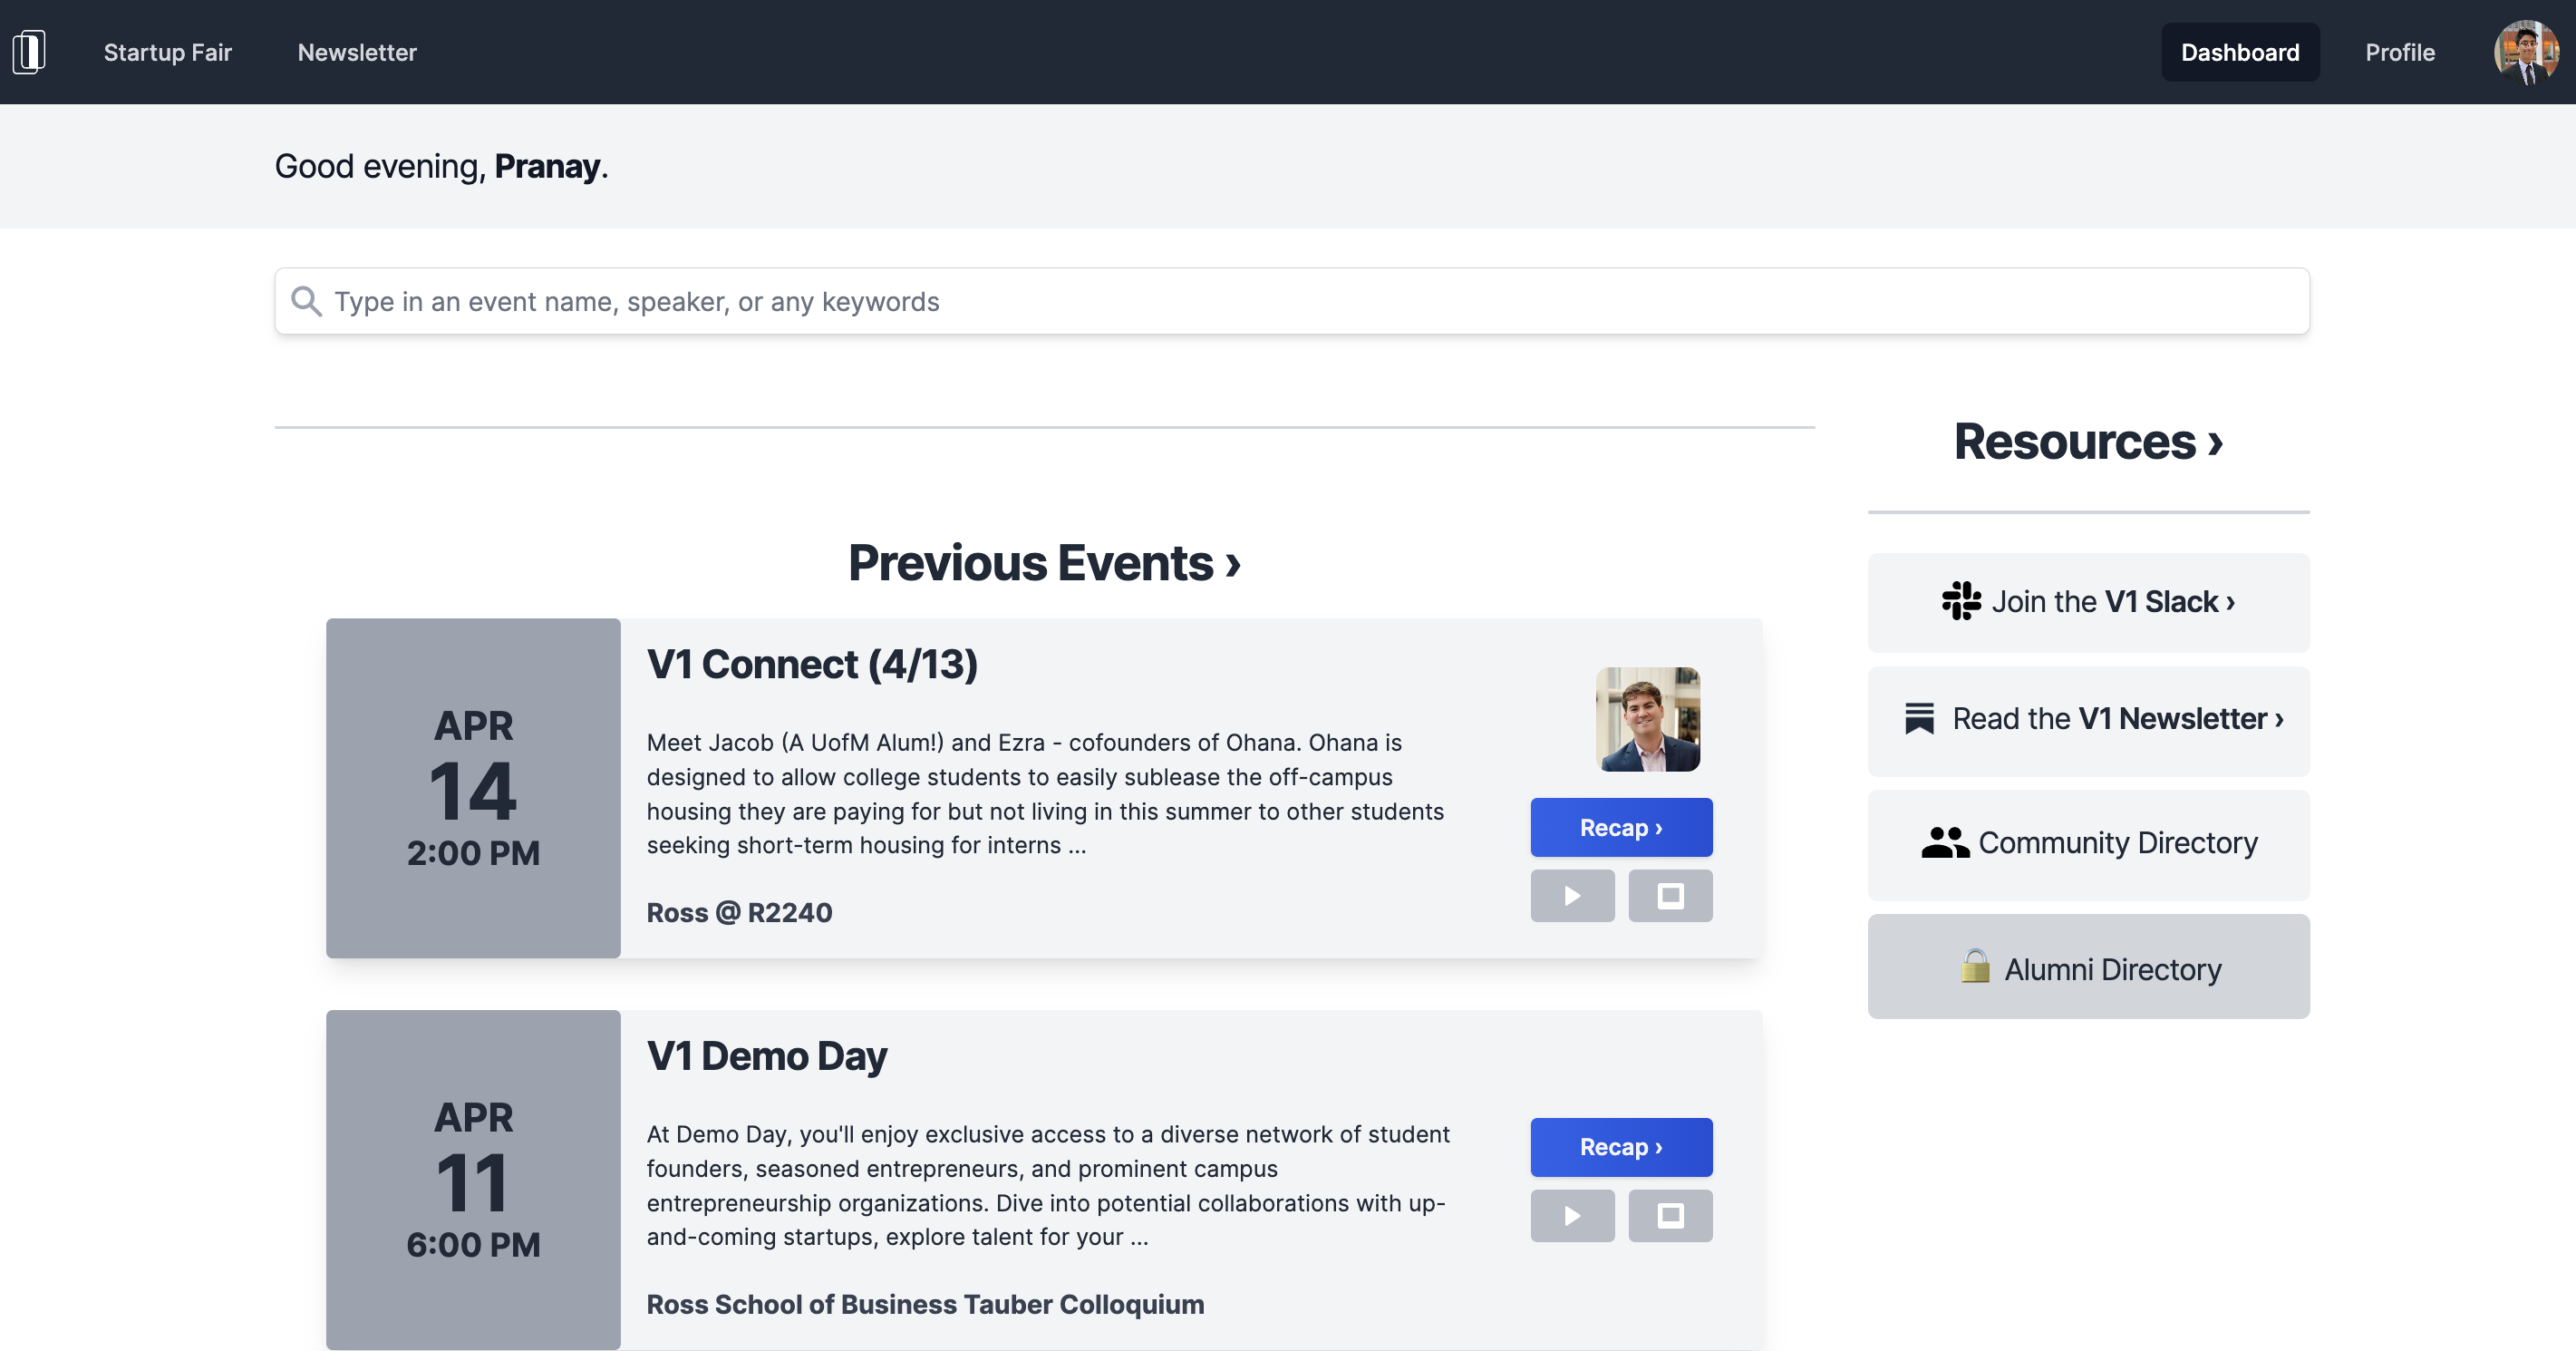 Startup Fair
Newsletter
Dashboard
Profile
Good evening, Pranay.
Type in an event name, speaker, or any keywords
Previous Events ›
APR
14
2:00 PM
V1 Connect (4/13)
Meet Jacob (A UofM Alum!) and Ezra - cofounders of Ohana. Ohana is
designed to allow college students to easily sublease the off-campus
housing they are paying for but not living in this summer to other students
seeking short-term housing for interns ...
Ross @ R2240
Recap ›
APR
11
6:00 PM
V1 Demo Day
At Demo Day, you'll enjoy exclusive access to a diverse network of student
founders, seasoned entrepreneurs, and prominent campus
entrepreneurship organizations. Dive into potential collaborations with up-
and-coming startups, explore talent for your ...
Ross School of Business Tauber Colloquium
Recap ›
Resources ›
Join the V1 Slack ›
Read the V1 Newsletter ›
Community Directory
Alumni Directory